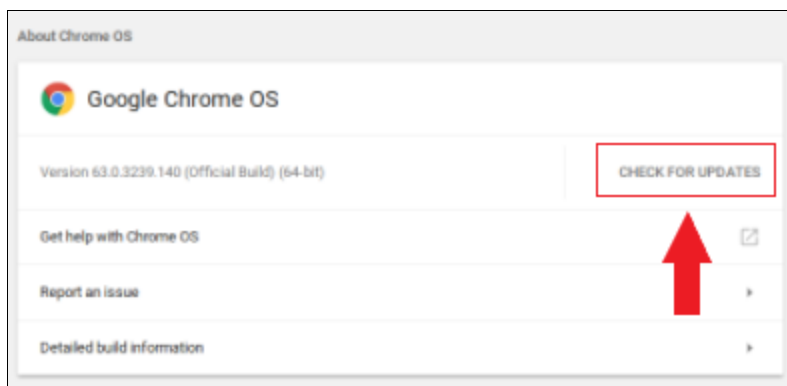 About Chrome OS
Google Chrome OS
Version 63.0.3239.140 (Official Build) (64-bit)
CHECK FOR UPDATES
Get help with Chrome OS
Report an issue
Detailed build information